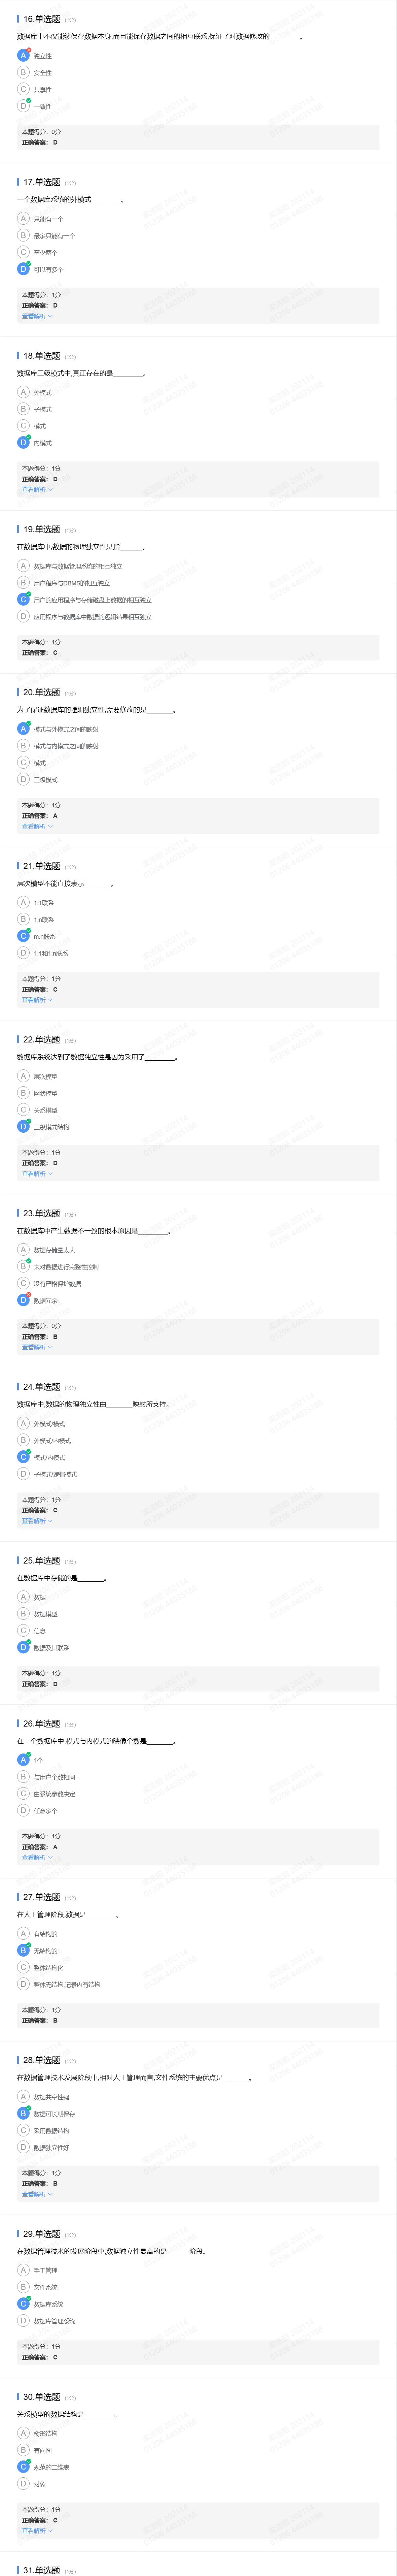 16.单选题 (1分)
数据库中不仅能够保存数据本身,而且能保存数据之间的相互联系,保证了对数据修改的________。
A 独立性
B 安全性
C 共享性
D 一致性
本题得分：0分
正确答案： D
17.单选题 (1分)
一个数据库系统的外模式________。
A 只能有一个
B 最多只能有一个
C 至少两个
D 可以有多个
本题得分：1分
正确答案： D
查看解析
18.单选题 (1分)
数据库三级模式中,真正存在的是________。
A 外模式
B 子模式
C 模式
D 内模式
本题得分：1分
正确答案： D
查看解析
19.单选题 (1分)
在数据库中,数据的物理独立性是指______。
A 数据库与数据管理系统的相互独立
B 用户程序与DBMS的相互独立
C 用户的应用程序与存储磁盘上数据的相互独立
D 应用程序与数据库中数据的逻辑结果相互独立
本题得分：1分
正确答案： C
20.单选题 (1分)
为了保证数据库的逻辑独立性,需要修改的是_______。
A 模式与外模式之间的映射
B 模式与内模式之间的映射
C 模式
D 三级模式
本题得分：1分
正确答案： A
查看解析
21.单选题 (1分)
层次模型不能直接表示_______。
A 1:1联系
B 1:n联系
C m:n联系
D 1:1和1:n联系
本题得分：1分
正确答案： C
查看解析
22.单选题 (1分)
数据库系统达到了数据独立性是因为采用了________。
A 层次模型
B 网状模型
C 关系模型
D 三级模式结构
本题得分：1分
正确答案： D
查看解析
23.单选题 (1分)
在数据库中产生数据不一致的根本原因是________。
A 数据存储量太大
B 未对数据进行完整性控制
C 没有严格保护数据
D 数据冗余
本题得分：0分
正确答案： B
查看解析
24.单选题 (1分)
数据库中,数据的物理独立性由_______映射所支持。
A 外模式/模式
B 外模式/内模式
C 模式/内模式
D 子模式/逻辑模式
本题得分：1分
正确答案： C
查看解析
25.单选题 (1分)
在数据库中存储的是_______。
A 数据
B 数据模型
C 信息
D 数据及其联系
本题得分：1分
正确答案： D
26.单选题 (1分)
在一个数据库中,模式与内模式的映像个数是_______。
A 1个
B 与用户个数相同
C 由系统参数决定
D 任意多个
本题得分：1分
正确答案： A
查看解析
27.单选题 (1分)
在人工管理阶段,数据是________。
A 有结构的
B 无结构的
C 整体结构化
D 整体无结构,记录内有结构
本题得分：1分
正确答案： B
28.单选题 (1分)
在数据管理技术发展阶段中,相对人工管理而言,文件系统的主要优点是_______。
A 数据共享性强
B 数据可长期保存
C 采用数据结构
D 数据独立性好
本题得分：1分
正确答案： B
查看解析
29.单选题 (1分)
在数据管理技术的发展阶段中,数据独立性最高的是______阶段。
A 手工管理
B 文件系统
C 数据库系统
D 数据库管理系统
本题得分：1分
正确答案： C
30.单选题 (1分)
关系模型的数据结构是________。
A 树形结构
B 有向图
C 规范的二维表
D 对象
本题得分：1分
正确答案： C
查看解析
31.单选题 (1分)